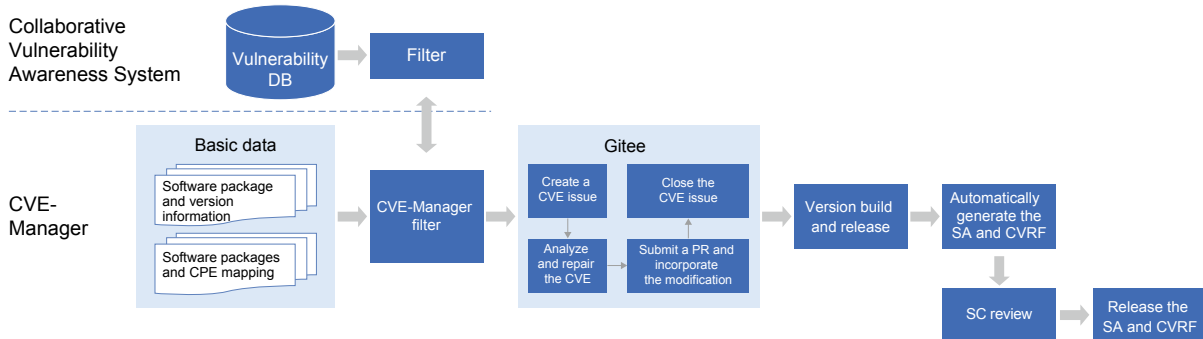 Collaborative
Vulnerability
Awareness System
Vulnerability
DB
Filter
CVE-
Manager
Basic data
Software package
and version
information
Software packages
and CPE mapping
CVE-Manager
filter
Gitee
Create a
CVE issue
Close the
CVE issue
Analyze
and repair
the CVE
Submit a PR and
incorporate
the modification
Version build
and release
Automatically
generate the
SA and CVRF
SC review
Release the
SA and CVRF